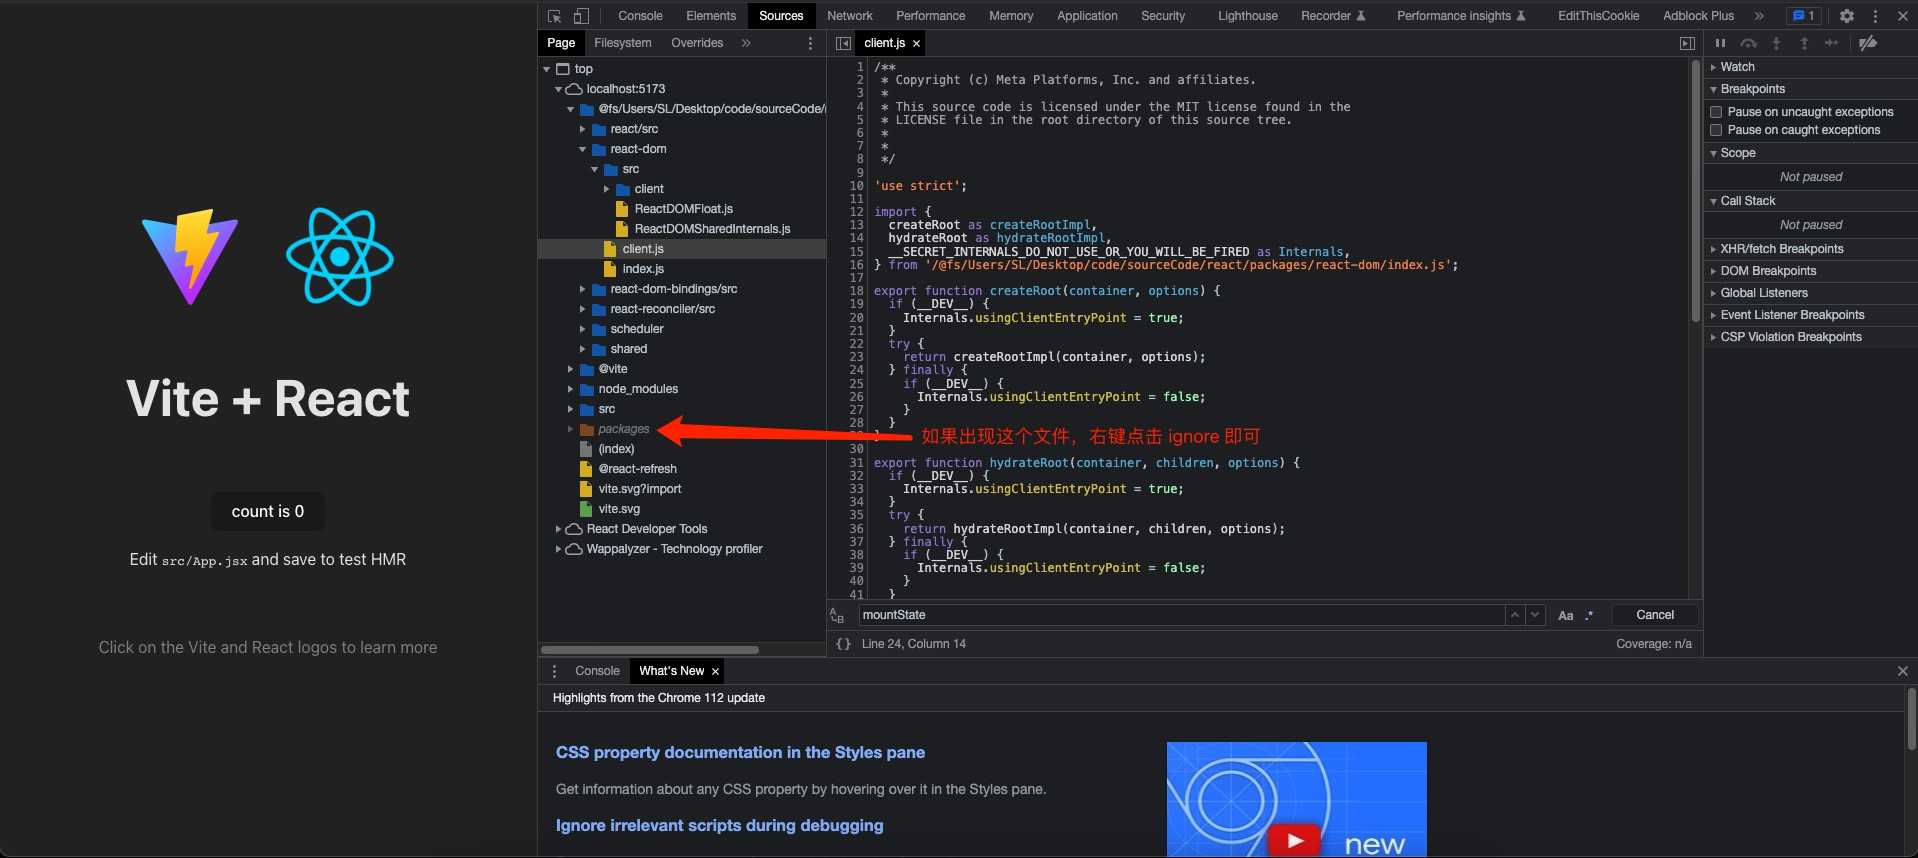 Console Elements Sources Network Performance Memory Application Security Lighthouse Recorder Performance insights EditThisCookie Adblock Plus » 1
Page Filesystem Overrides »
top
localhost:5173
@fs/Users/SL/Desktop/code/sourceCode/
react/src
react-dom
src
client
ReactDOMFloat.js
ReactDOMSharedInternals.js
client.js
index.js
react-dom-bindings/src
react-reconciler/src
scheduler
shared
@vite
node_modules
src
packages
(index)
@react-refresh
vite.svg?import
vite.svg
React Developer Tools
Wappalyzer - Technology profiler
client.js ×
1 /**
2  * Copyright (c) Meta Platforms, Inc. and affiliates.
3  *
4  * This source code is licensed under the MIT license found in the
5  * LICENSE file in the root directory of this source tree.
6  *
7  *
8  */
9
10 'use strict';
11
12 import {
13   createRoot as createRootImpl,
14   hydrateRoot as hydrateRootImpl,
15   __SECRET_INTERNALS_DO_NOT_USE_OR_YOU_WILL_BE_FIRED as Internals,
16 } from '/@fs/Users/SL/Desktop/code/sourceCode/react/packages/react-dom/index.js';
17
18 export function createRoot(container, options) {
19   if (__DEV__) {
20     Internals.usingClientEntryPoint = true;
21   }
22   try {
23     return createRootImpl(container, options);
24   } finally {
25     if (__DEV__) {
26       Internals.usingClientEntryPoint = false;
27     }
28   }
}
如果出现这个文件，右键点击 ignore 即可
30
31 export function hydrateRoot(container, children, options) {
32   if (__DEV__) {
33     Internals.usingClientEntryPoint = true;
34   }
35   try {
36     return hydrateRootImpl(container, children, options);
37   } finally {
38     if (__DEV__) {
39       Internals.usingClientEntryPoint = false;
40     }
41   }
mountState
Aa .* Cancel
{} Line 24, Column 14
Coverage: n/a
Watch
Breakpoints
Pause on uncaught exceptions
Pause on caught exceptions
Scope
Not paused
Call Stack
Not paused
XHR/fetch Breakpoints
DOM Breakpoints
Global Listeners
Event Listener Breakpoints
CSP Violation Breakpoints
Vite + React
count is 0
Edit src/App.jsx and save to test HMR
Click on the Vite and React logos to learn more
Console What's New ×
Highlights from the Chrome 112 update
CSS property documentation in the Styles pane
Get information about any CSS property by hovering over it in the Styles pane.
Ignore irrelevant scripts during debugging
new